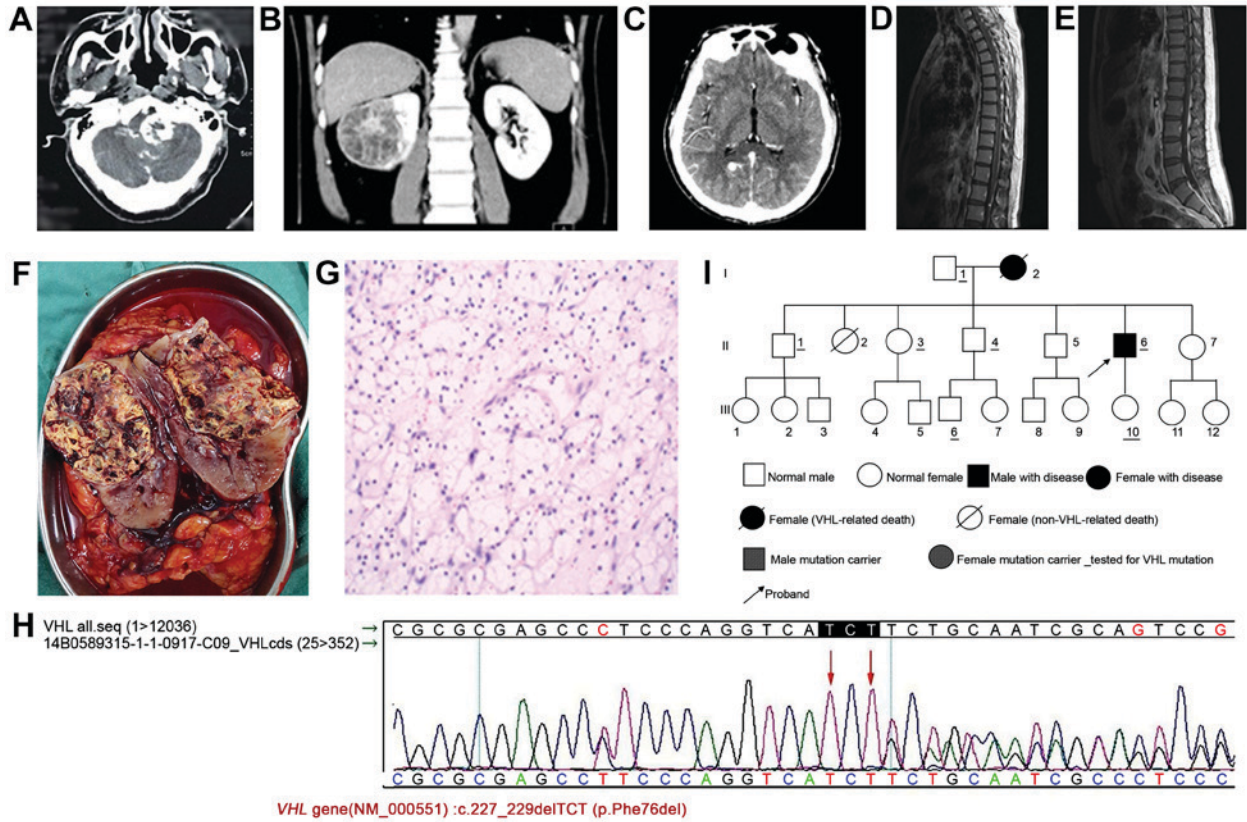 A
B
C
D
E
F
G
I
I
1
2
II
1
2
3
4
5
6
7
III
1
2
3
4
5
6
7
8
9
10
11
12
Normal male
Normal female
Male with disease
Female with disease
Female (VHL-related death)
Female (non-VHL-related death)
Male mutation carrier
Female mutation carrier _tested for VHL mutation
Proband
H
VHL all.seq (1>12036)
14B0589315-1-1-0917-C09_VHLcds (25>352)
C G C G C G A G C C C T C C C A G G T C A T C T T C T G C A A T C G C A G T C C G
C G C G C G A G C C T T C C C A G G T C A T C T T C T G C A A T C G C C C T C C C
VHL gene(NM_000551) :c.227_229delTCT (p.Phe76del)